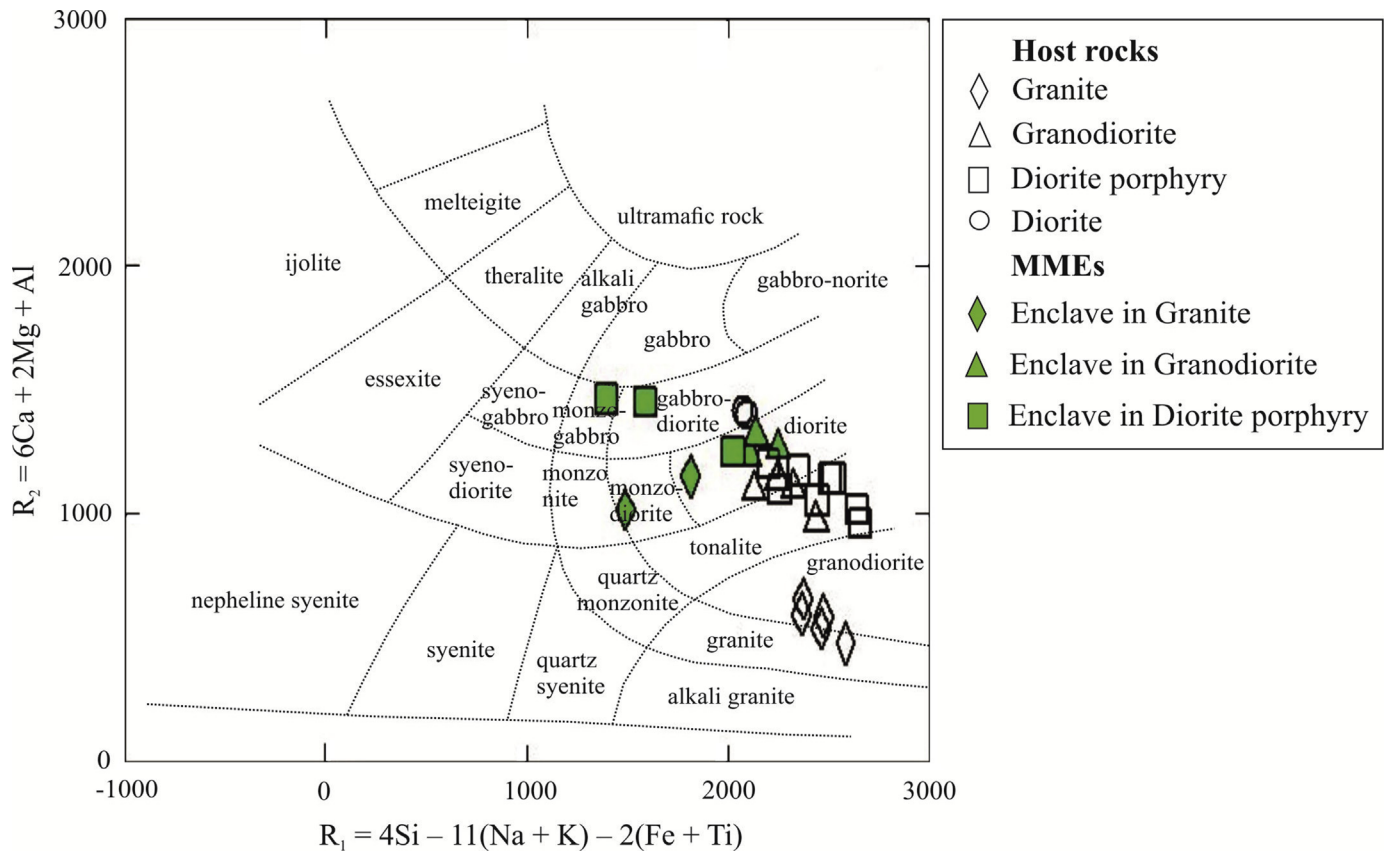 3000
2000
1000
0
-1000
0
1000
2000
3000
R₂ = 6Ca + 2Mg + Al
R₁ = 4Si – 11(Na + K) – 2(Fe + Ti)
melteigite
ultramafic rock
ijolite
theralite
alkali
gabbro
gabbro-norite
gabbro
essexite
syeno-
gabbro
monzo-
gabbro
gabbro-
diorite
diorite
syeno-
diorite
monzo
nite
monzo-
diorite
tonalite
granodiorite
quartz
monzonite
nepheline syenite
syenite
quartz
syenite
granite
alkali granite
Host rocks
Granite
Granodiorite
Diorite porphyry
Diorite
MMEs
Enclave in Granite
Enclave in Granodiorite
Enclave in Diorite porphyry